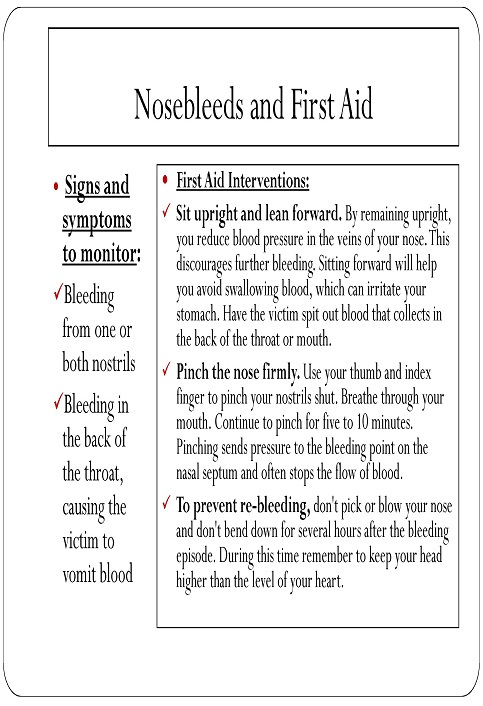 Nosebleeds and First Aid
• Signs and
symptoms
to monitor:
✓Bleeding
from one or
both nostrils
✓Bleeding in
the back of
the throat,
causing the
victim to
vomit blood
• First Aid Interventions:
✓ Sit upright and lean forward. By remaining upright,
you reduce blood pressure in the veins of your nose. This
discourages further bleeding. Sitting forward will help
you avoid swallowing blood, which can irritate your
stomach. Have the victim spit out blood that collects in
the back of the throat or mouth.
✓ Pinch the nose firmly. Use your thumb and index
finger to pinch your nostrils shut. Breathe through your
mouth. Continue to pinch for five to 10 minutes.
Pinching sends pressure to the bleeding point on the
nasal septum and often stops the flow of blood.
✓ To prevent re-bleeding, don't pick or blow your nose
and don't bend down for several hours after the bleeding
episode. During this time remember to keep your head
higher than the level of your heart.